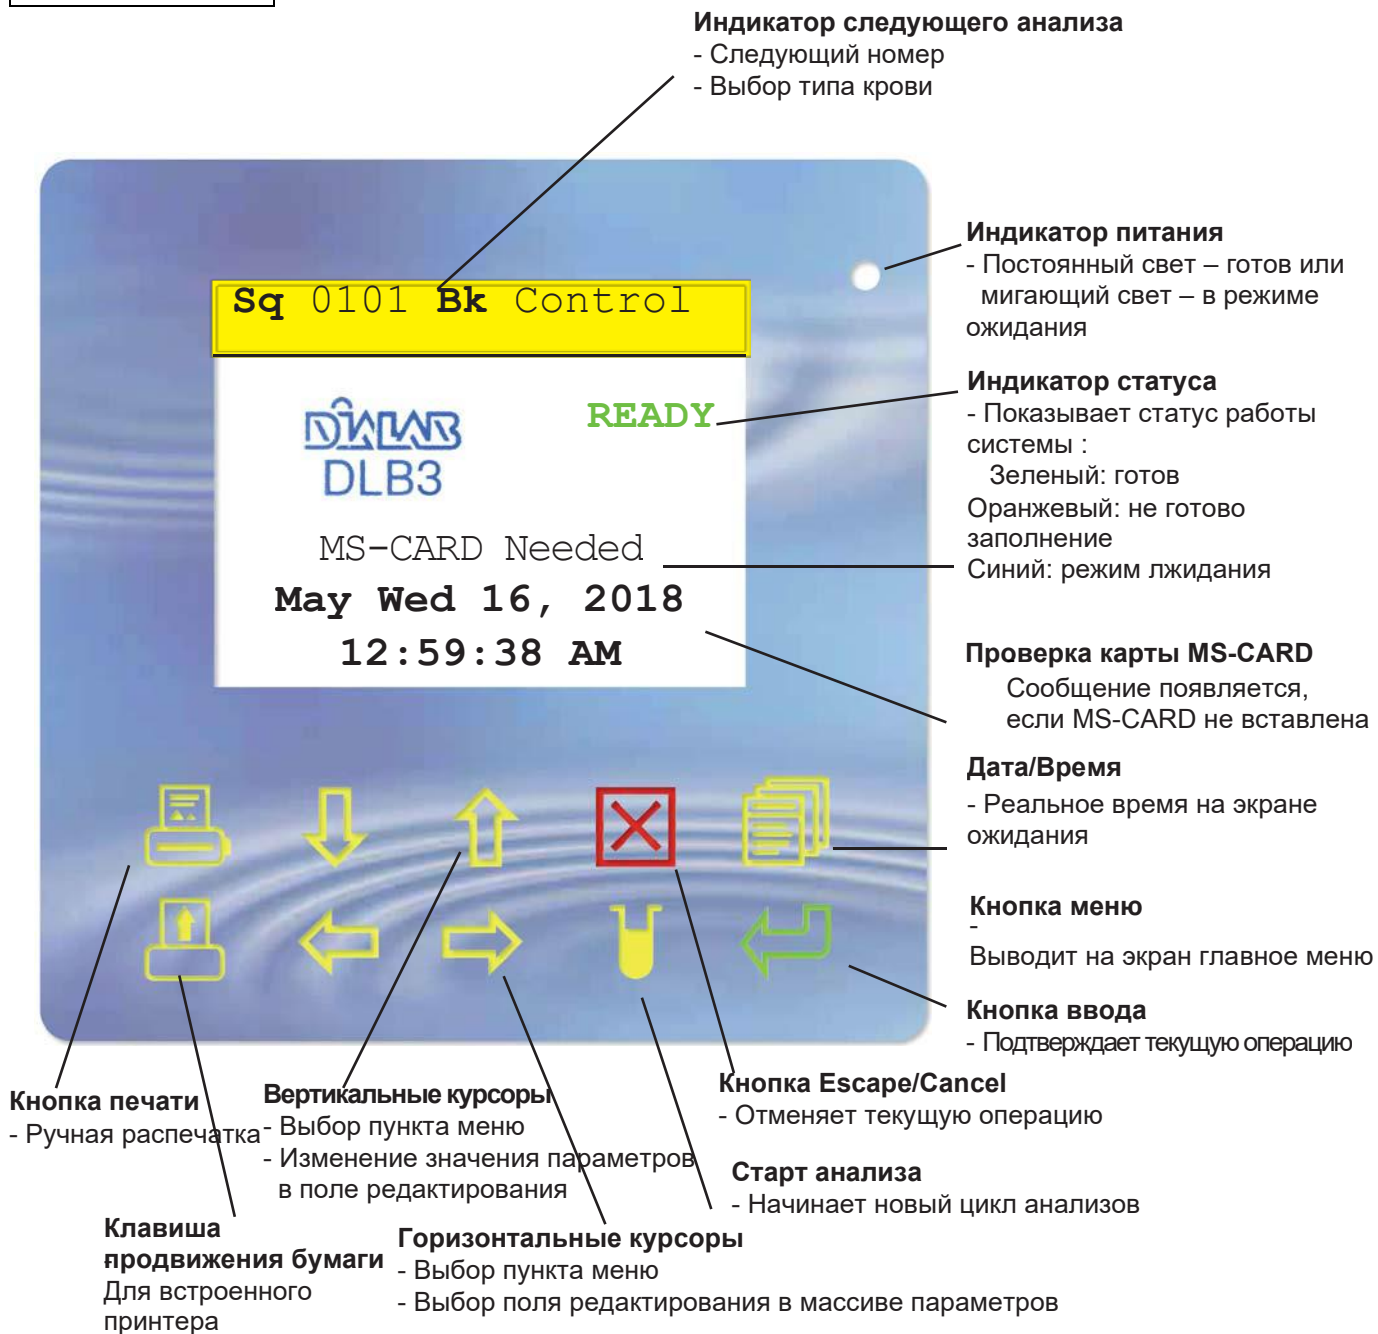 Индикатор следующего анализа
- Следующий номер
- Выбор типа крови
Sq 0101 Bk Control
DIALAB
DLB3
READY
MS-CARD Needed
May Wed 16, 2018
12:59:38 AM
Индикатор питания
- Постоянный свет – готов или
мигающий свет – в режиме
ожидания
Индикатор статуса
- Показывает статус работы
системы :
Зеленый: готов
Оранжевый: не готово
заполнение
Синий: режим лжидания
Проверка карты MS-CARD
Сообщение появляется,
если MS-CARD не вставлена
Дата/Время
- Реальное время на экране
ожидания
Кнопка меню
-
Выводит на экран главное меню
Кнопка ввода
- Подтверждает текущую операцию
Кнопка Escape/Cancel
- Отменяет текущую операцию
Старт анализа
- Начинает новый цикл анализов
Кнопка печати
- Ручная распечатка
Вертикальные курсоры
- Выбор пункта меню
- Изменение значения параметров
в поле редактирования
Клавиша
продвижения бумаги
-
Для встроенного
принтера
Горизонтальные курсоры
- Выбор пункта меню
- Выбор поля редактирования в массиве параметров